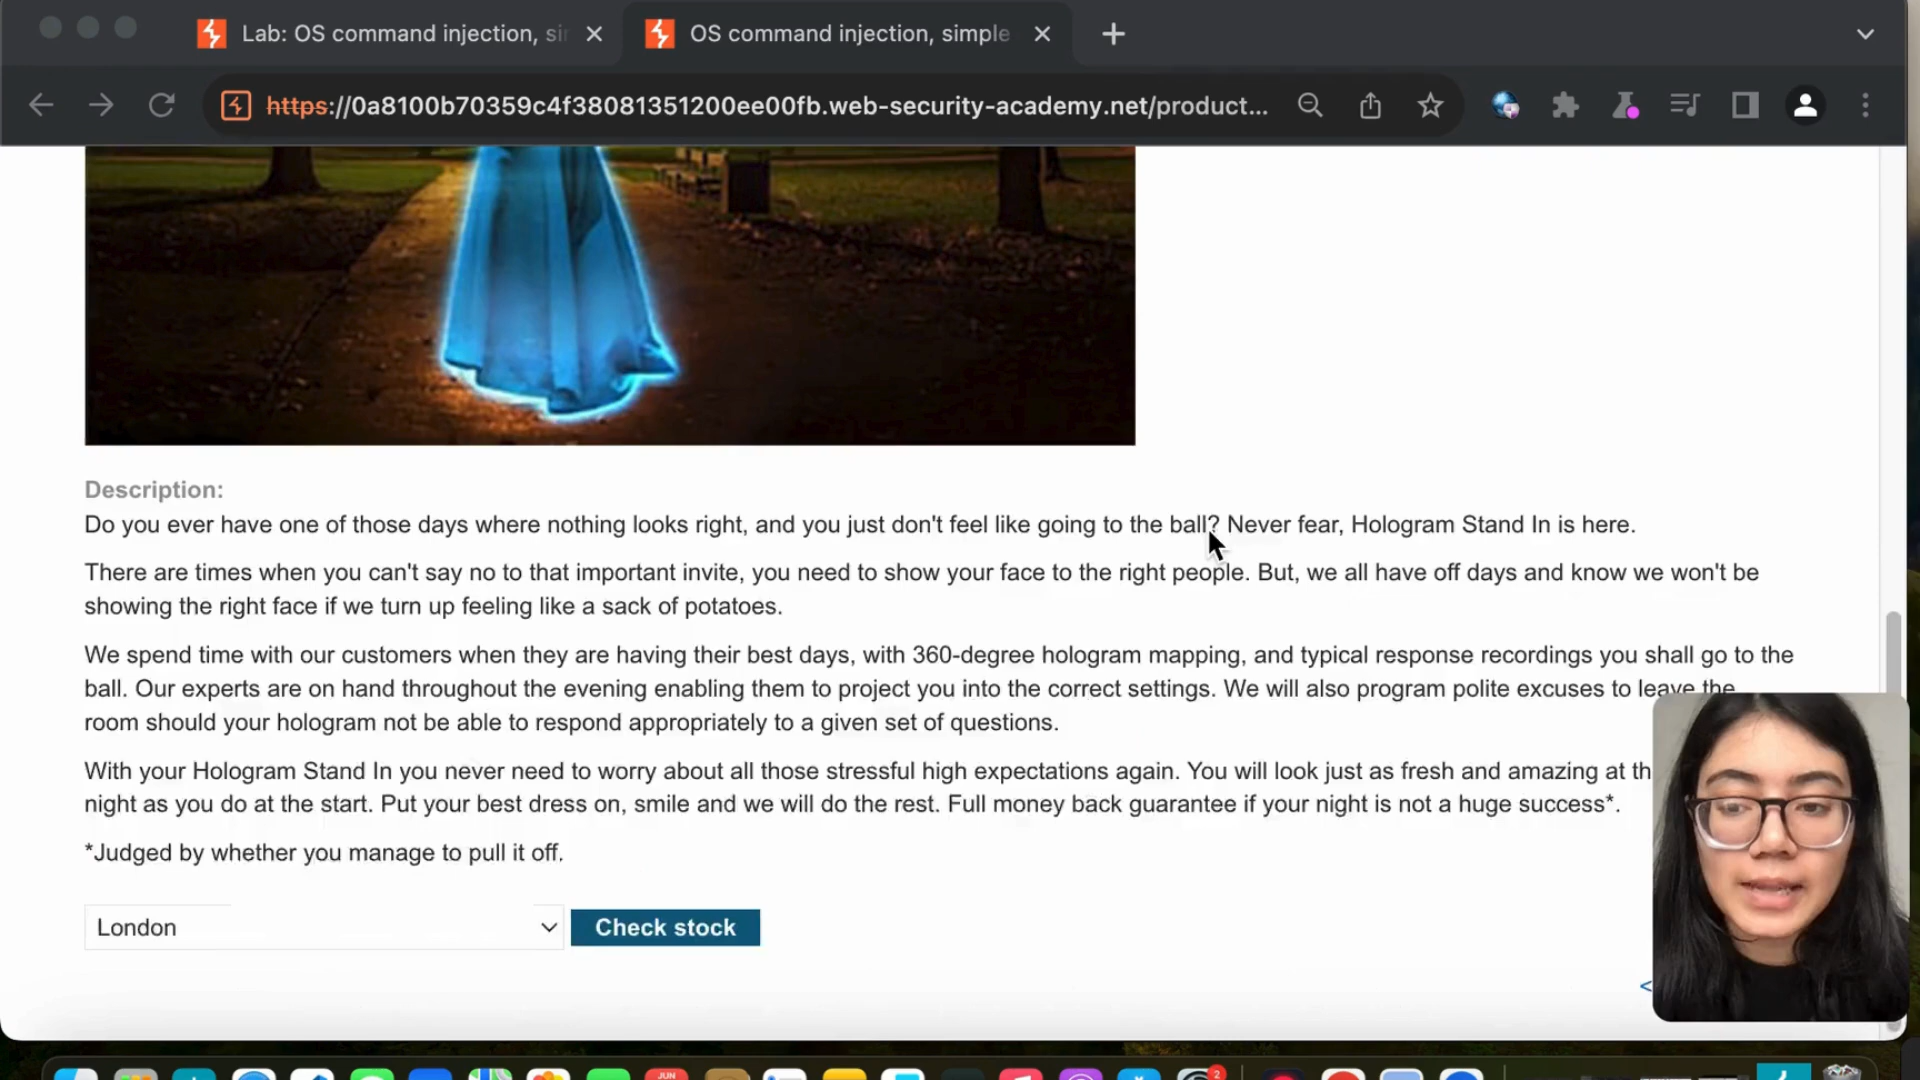 Lab: OS command injection, si
OS command injection, simple
https://0a8100b70359c4f38081351200ee00fb.web-security-academy.net/product...
Description:
Do you ever have one of those days where nothing looks right, and you just don't feel like going to the ball? Never fear, Hologram Stand In is here.
There are times when you can't say no to that important invite, you need to show your face to the right people. But, we all have off days and know we won't be
showing the right face if we turn up feeling like a sack of potatoes.
We spend time with our customers when they are having their best days, with 360-degree hologram mapping, and typical response recordings you shall go to the
ball. Our experts are on hand throughout the evening enabling them to project you into the correct settings. We will also program polite excuses to leave the
room should your hologram not be able to respond appropriately to a given set of questions.
With your Hologram Stand In you never need to worry about all those stressful high expectations again. You will look just as fresh and amazing at th
night as you do at the start. Put your best dress on, smile and we will do the rest. Full money back guarantee if your night is not a huge success*.
*Judged by whether you manage to pull it off.
London
Check stock
<
JUN
2